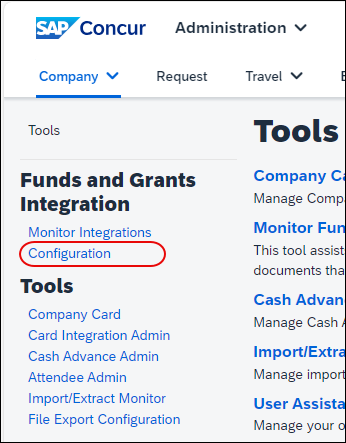 SAP Concur Administration
Company Request Travel
Tools
Tools
Funds and Grants
Integration
Monitor Integrations
Configuration
Tools
Company Card
Card Integration Admin
Cash Advance Admin
Attendee Admin
Import/Extract Monitor
File Export Configuration
Company Ca
Manage Compa
Monitor Fun
This tool assist
documents tha
Cash Advan
Manage Cash A
Import/Extra
Manage import
User Assista
Manage your o